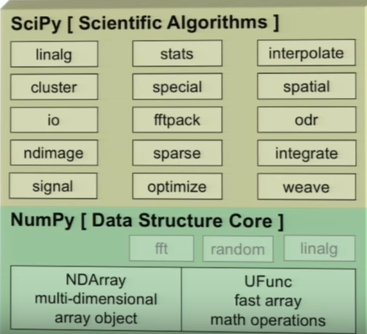 SciPy [ Scientific Algorithms ]
linalg stats interpolate
cluster special spatial
io fftpack odr
ndimage sparse integrate
signal optimize weave
NumPy [ Data Structure Core ]
fft random linalg
NDArray
multi-dimensional
array object
UFunc
fast array
math operations